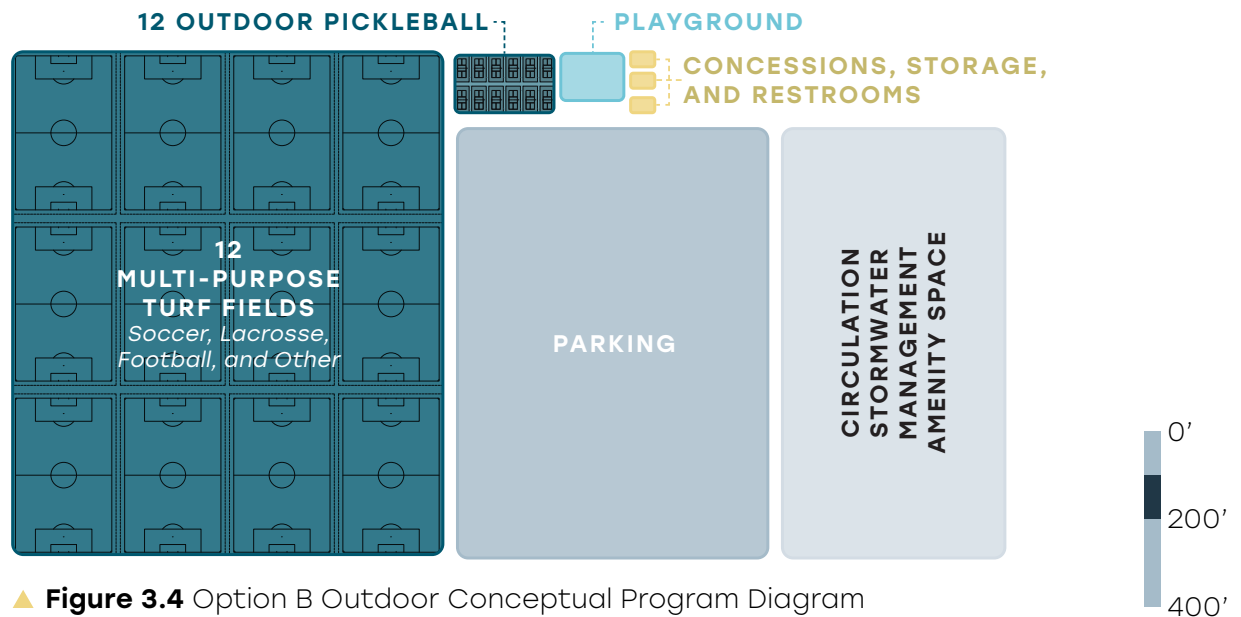 12 OUTDOOR PICKLEBALL
PLAYGROUND
CONCESSIONS, STORAGE,
AND RESTROOMS
12
MULTI-PURPOSE
TURF FIELDS
Soccer, Lacrosse,
Football, and Other
PARKING
CIRCULATION
STORMWATER
MANAGEMENT
AMENITY SPACE
0’
200’
400’
Figure 3.4 Option B Outdoor Conceptual Program Diagram